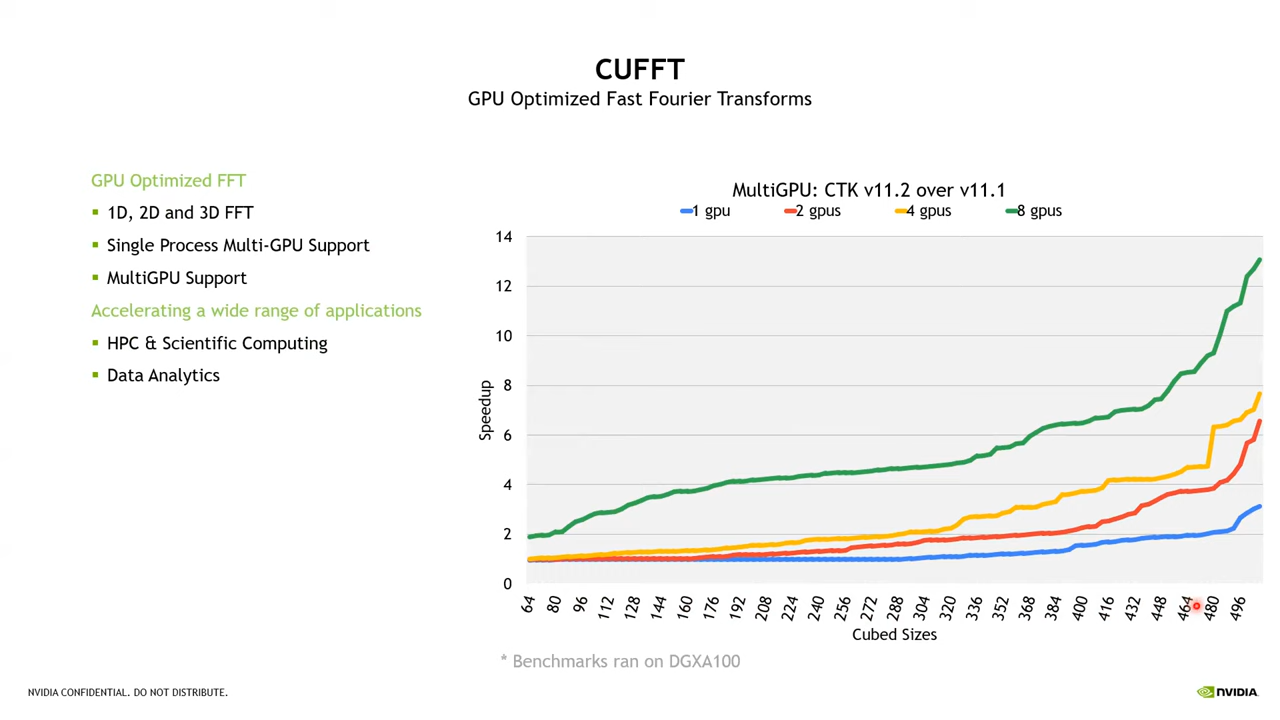 CUFFT
GPU Optimized Fast Fourier Transforms
GPU Optimized FFT
1D, 2D and 3D FFT
Single Process Multi-GPU Support
MultiGPU Support
Accelerating a wide range of applications
HPC & Scientific Computing
Data Analytics
MultiGPU: CTK v11.2 over v11.1
1 gpu 2 gpus 4 gpus 8 gpus
14
12
10
8
6
4
2
0
Speedup
64 80 96 112 128 144 160 176 192 208 224 240 256 272 288 304 320 336 352 368 384 400 416 432 448 464 480 496
Cubed Sizes
* Benchmarks ran on DGXA100
NVIDIA CONFIDENTIAL. DO NOT DISTRIBUTE.
NVIDIA.